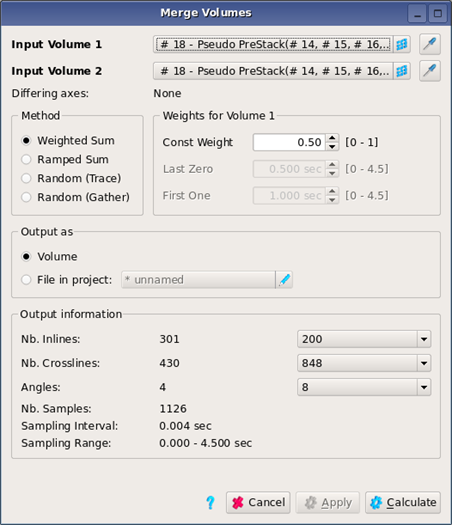 Merge Volumes
Input Volume 1 # 18 - Pseudo PreStack(# 14, # 15, # 16,..
Input Volume 2 # 18 - Pseudo PreStack(# 14, # 15, # 16,..
Differing axes: None
Method
Weighted Sum
Ramped Sum
Random (Trace)
Random (Gather)
Weights for Volume 1
Const Weight 0.50 [0 - 1]
Last Zero 0.500 sec [0 - 4.5]
First One 1.000 sec [0 - 4.5]
Output as
Volume
File in project: * unnamed
Output information
Nb. Inlines: 301 200
Nb. Crosslines: 430 848
Angles: 4 8
Nb. Samples: 1126
Sampling Interval: 0.004 sec
Sampling Range: 0.000 - 4.500 sec
? Cancel Apply Calculate